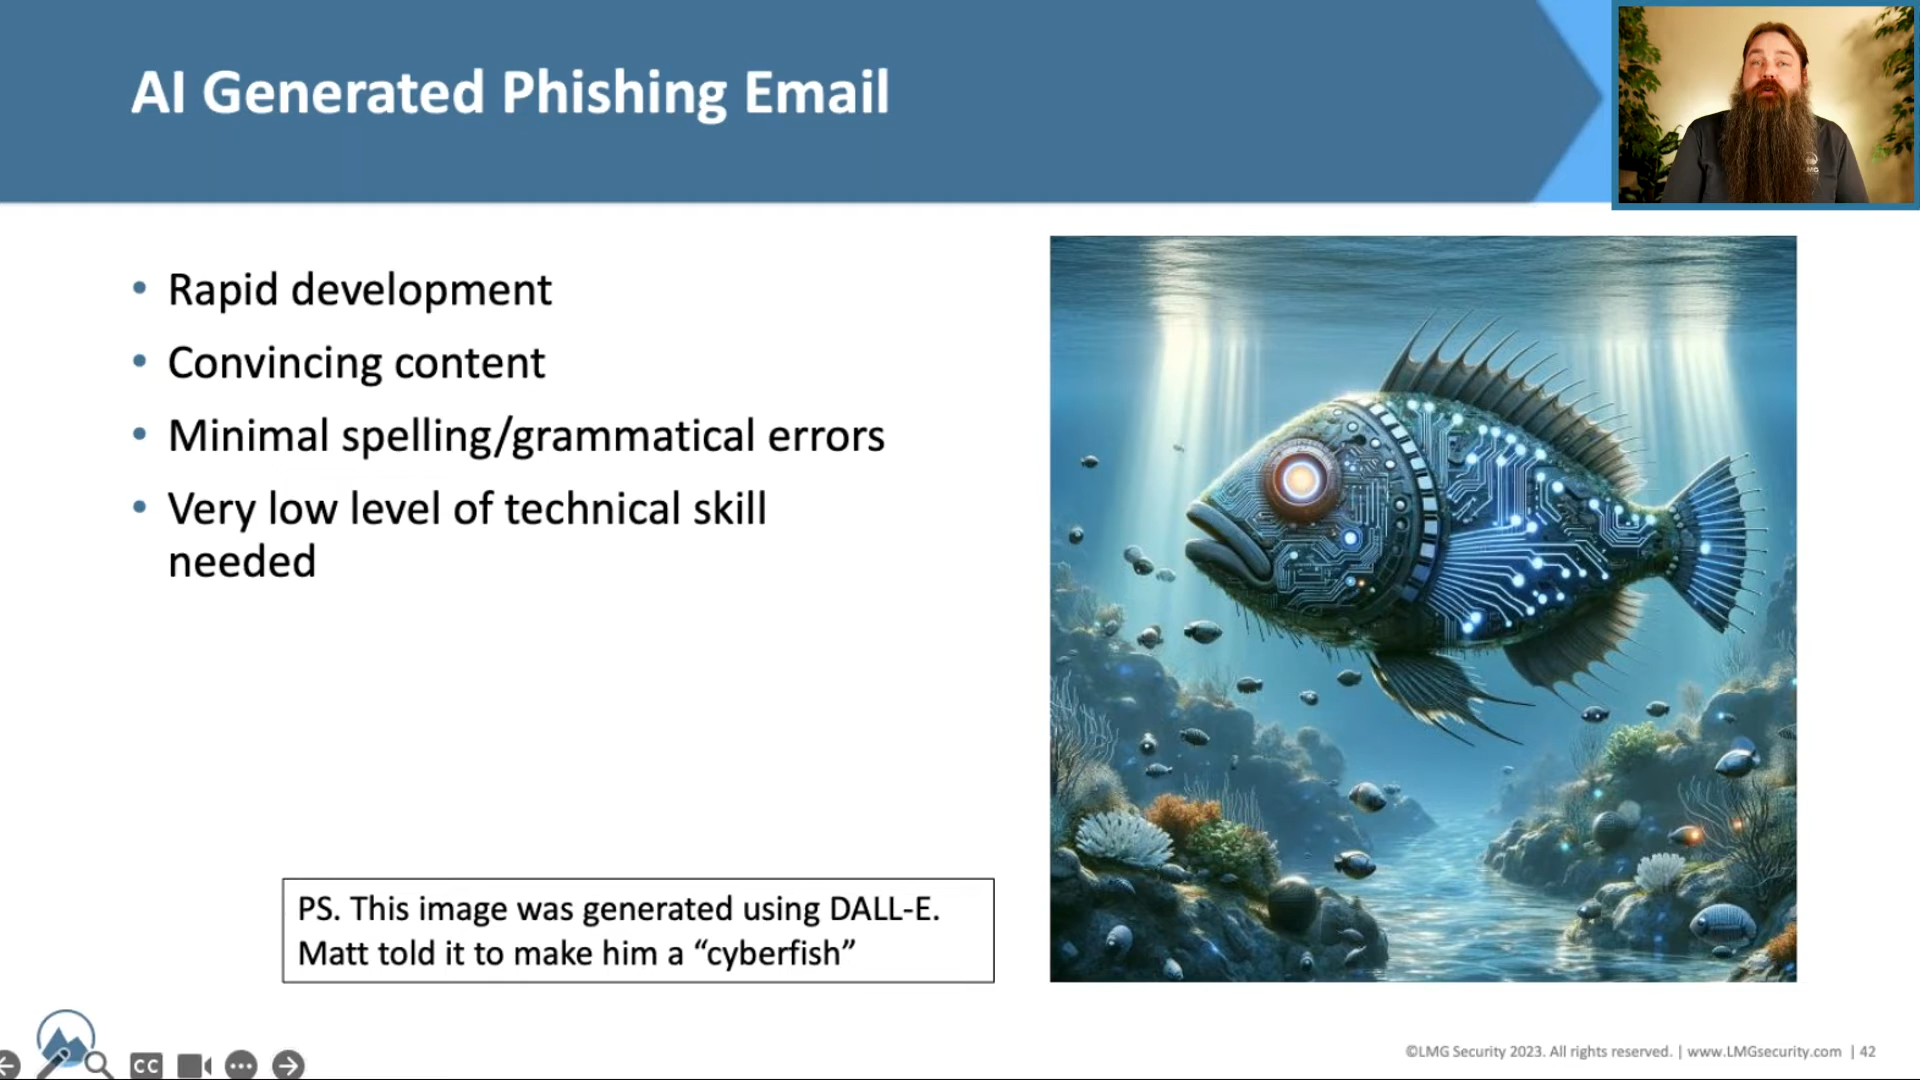 AI Generated Phishing Email
• Rapid development
• Convincing content
• Minimal spelling/grammatical errors
• Very low level of technical skill
needed
PS. This image was generated using DALL-E.
Matt told it to make him a “cyberfish”
CC
©LMG Security 2023. All rights reserved. | www.LMGsecurity.com | 42
LMG